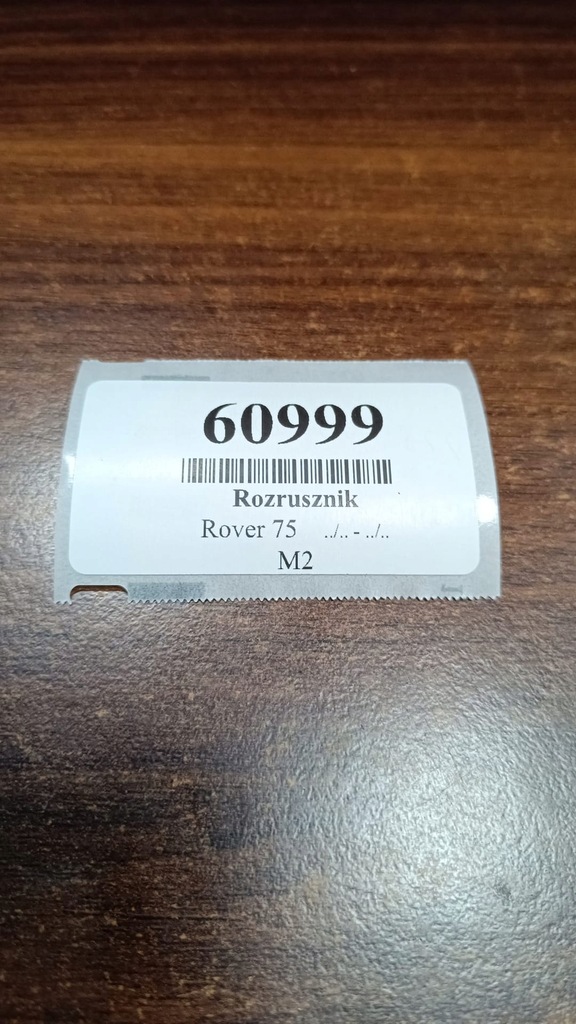 60999
Rozrusznik
Rover 75 ../.. - ../..
M2